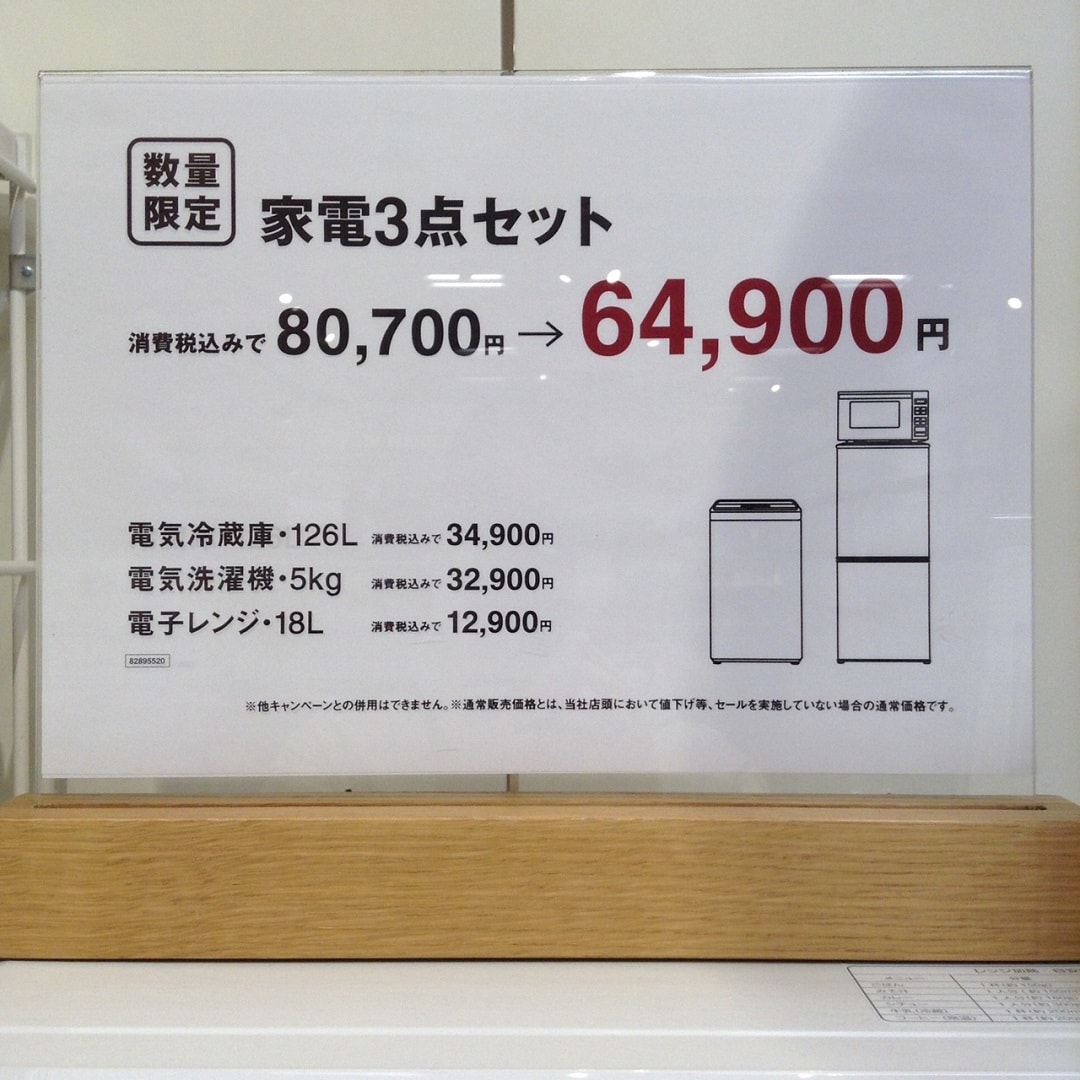 数量
限定
家電3点セット
消費税込みで 80,700円→64,900円
電気冷蔵庫・126L 消費税込みで 34,900円
電気洗濯機・5kg 消費税込みで 32,900円
電子レンジ・18L 消費税込みで 12,900円
82895520
※他キャンペーンとの併用はできません。※通常販売価格とは、当社店頭において値下げ等、セールを実施していない場合の通常価格です。
メニュー
ごはん